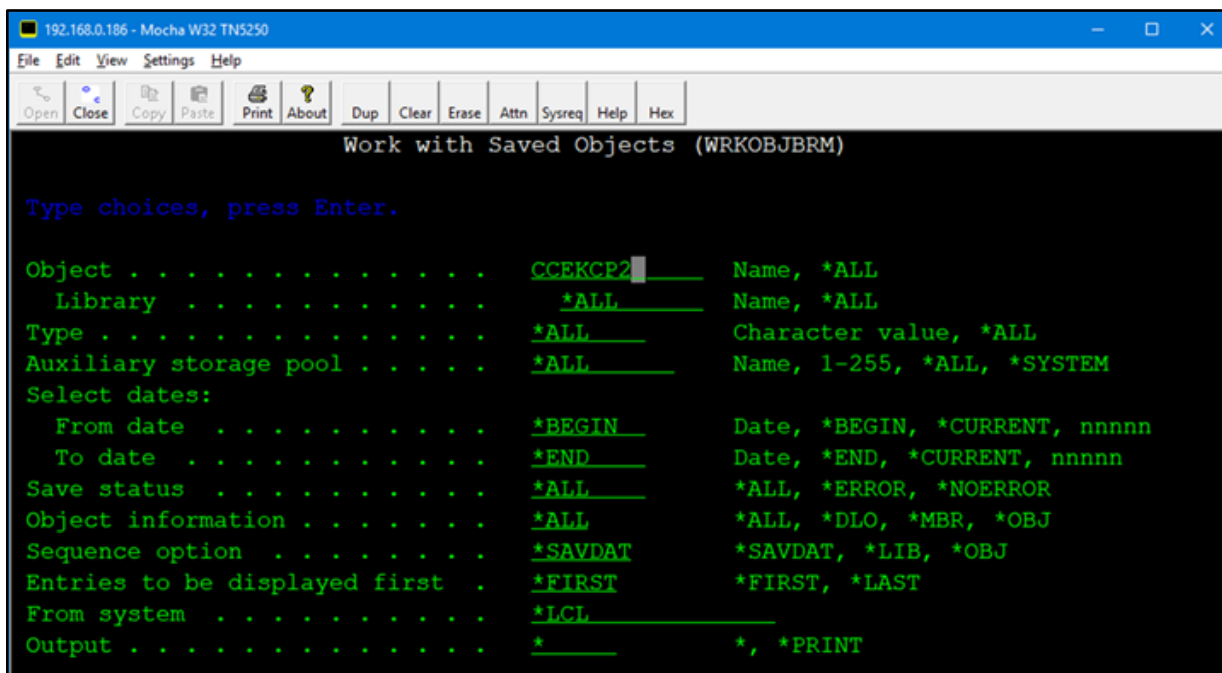 192.168.0.186 - Mocha W32 TN5250
File Edit View Settings Help
Open Close Copy Paste Print About Dup Clear Erase Attn Sysreq Help Hex
Work with Saved Objects (WRKOBJBRM)
Type choices, press Enter.
Object . . . . . . . . . . . . . CCEKCP2 Name, *ALL
Library . . . . . . . . . . . *ALL Name, *ALL
Type . . . . . . . . . . . . . . *ALL Character value, *ALL
Auxiliary storage pool . . . . . *ALL Name, 1-255, *ALL, *SYSTEM
Select dates:
From date . . . . . . . . . . *BEGIN Date, *BEGIN, *CURRENT, nnnnn
To date . . . . . . . . . . . *END Date, *END, *CURRENT, nnnnn
Save status . . . . . . . . . . *ALL *ALL, *ERROR, *NOERROR
Object information . . . . . . . *ALL *ALL, *DLO, *MBR, *OBJ
Sequence option . . . . . . . . *SAVDAT *SAVDAT, *LIB, *OBJ
Entries to be displayed first . *FIRST *FIRST, *LAST
From system . . . . . . . . . . *LCL
Output . . . . . . . . . . . . . * *, *PRINT